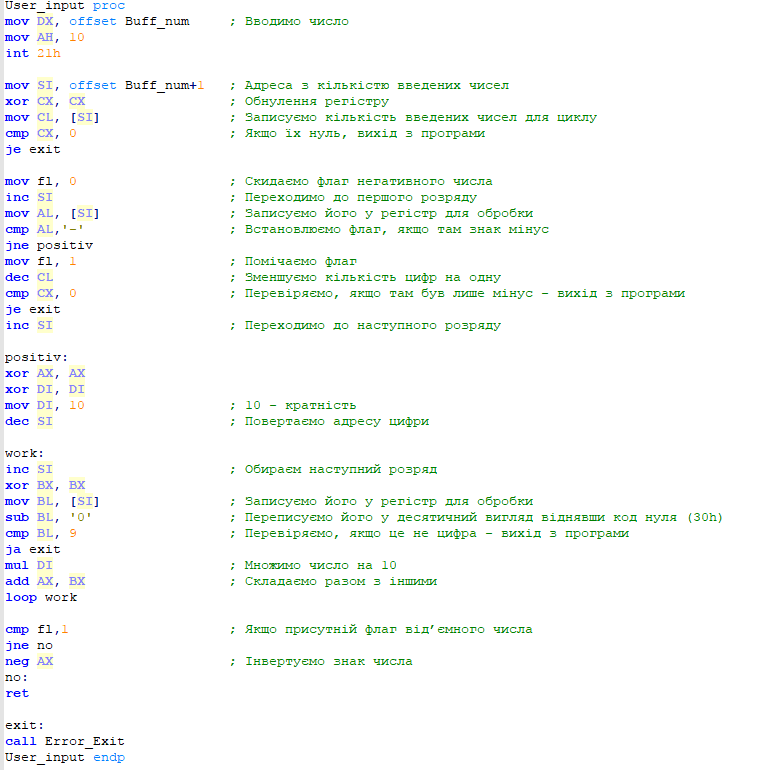 User_input proc
mov DX, offset Buff_num ; Вводимо число
mov AH, 10
int 21h
mov SI, offset Buff_num+1 ; Адреса з кількістю введених чисел
xor CX, CX ; Обнулення регістру
mov CL, [SI] ; Записуємо кількість введених чисел для циклу
cmp CX, 0 ; Якщо їх нуль, вихід з програми
je exit
mov fl, 0 ; Скидаємо флаг негативного числа
inc SI ; Переходимо до першого розряду
mov AL, [SI] ; Записуємо його у регістр для обробки
cmp AL,'-' ; Встановлюємо флаг, якщо там знак мінус
jne positiv
mov fl, 1 ; Помічаємо флаг
dec CL ; Зменшуємо кількість цифр на одну
cmp CX, 0 ; Перевіряємо, якщо там був лише мінус - вихід з програми
je exit
inc SI ; Переходимо до наступного розряду
positiv:
xor AX, AX
xor DI, DI
mov DI, 10 ; 10 - кратність
dec SI ; Повертаємо адресу цифри
work:
inc SI ; Обираєм наступний розряд
xor BX, BX
mov BL, [SI] ; Записуємо його у регістр для обробки
sub BL, '0' ; Переписуємо його у десятичний вигляд віднявши код нуля (30h)
cmp BL, 9 ; Перевіряємо, якщо це не цифра - вихід з програми
ja exit
mul DI ; Множимо число на 10
add AX, BX ; Складаємо разом з іншими
loop work
cmp fl,1 ; Якщо присутній флаг від’ємного числа
jne no
neg AX ; Інвертуємо знак числа
no:
ret
exit:
call Error_Exit
User_input endp